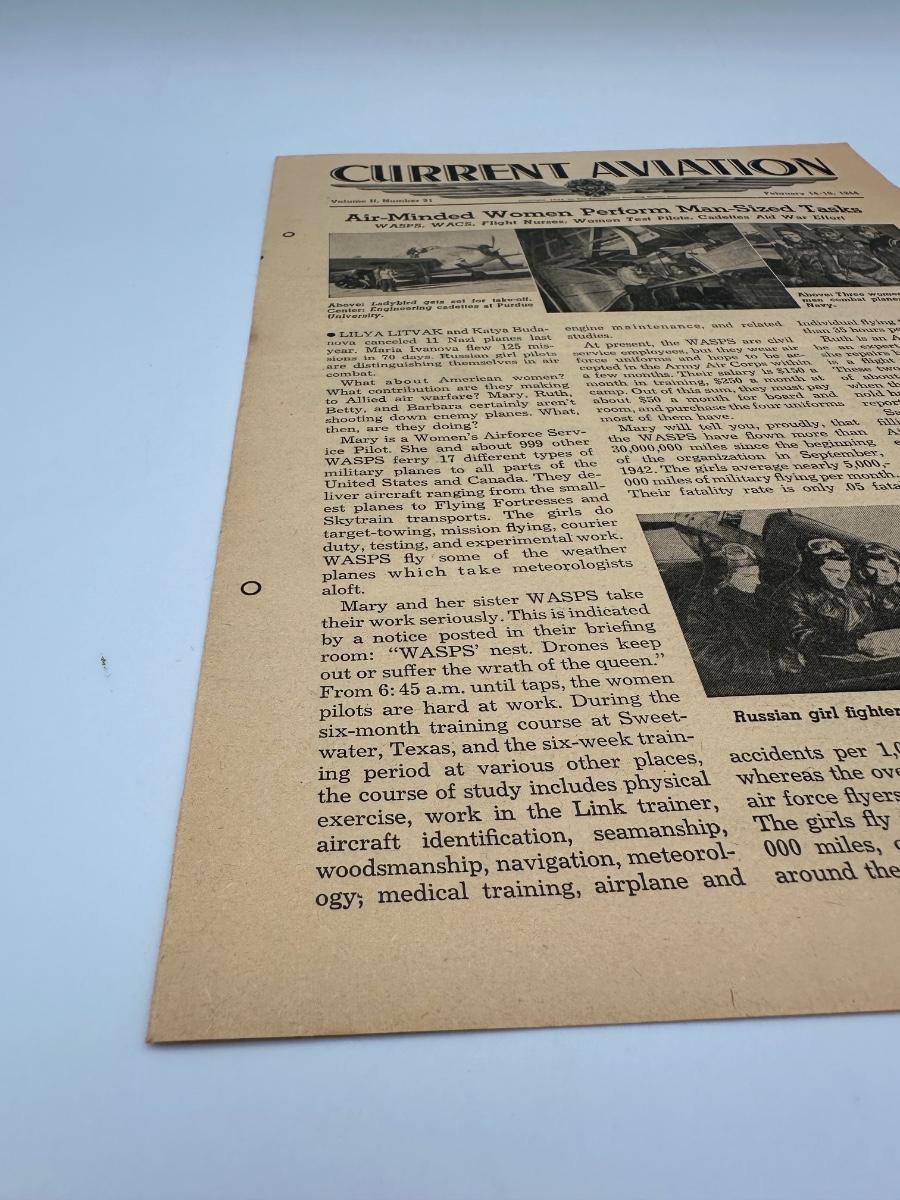 CURRENT AVIATION
Volume II, Number 21
February 14-18, 1944
Air-Minded Women Perform Man-Sized Tasks
WASPS, WACS, Flight Nurses, Women Test Pilots, Cadettes Aid War Effort
Above: Ladybird gets set for take-off.
Center: Engineering cadettes at Purdue
University.
Above: Three women
man combat planes
Navy.
● LILYA LITVAK and Katya Buda-
nova canceled 11 Nazi planes last
year. Maria Ivanova flew 125 mis-
sions in 70 days. Russian girl pilots
are distinguishing themselves in air
combat.
What about American women?
What contribution are they making
to Allied air warfare? Mary, Ruth,
Betty, and Barbara certainly aren't
shooting down enemy planes. What,
then, are they doing?
Mary is a Women's Airforce Serv-
ice Pilot. She and about 999 other
WASPS ferry 17 different types of
military planes to all parts of the
United States and Canada. They de-
liver aircraft ranging from the small-
est planes to Flying Fortresses and
Skytrain transports. The girls do
target-towing, mission flying, courier
duty, testing, and experimental work.
WASPS fly some of the weather
planes which take meteorologists
aloft.
Mary and her sister WASPS take
their work seriously. This is indicated
by a notice posted in their briefing
room: "WASPS' nest. Drones keep
out or suffer the wrath of the queen."
From 6:45 a.m. until taps, the women
pilots are hard at work. During the
six-month training course at Sweet-
water, Texas, and the six-week train-
ing period at various other places,
the course of study includes physical
exercise, work in the Link trainer,
aircraft identification, seamanship,
woodsmanship, navigation, meteorol-
ogy; medical training, airplane and
engine maintenance, and related
studies.
At present, the WASPS are civil
service employees, but they wear air
force uniforms and hope to be ac-
cepted in the Army Air Corps within
a few months. Their salary is $150 a
month in training, $250 a month at
camp. Out of this sum, they must pay
about $50 a month for board and
room, and purchase the four uniforms
most of them have.
Mary will tell you, proudly, that
the WASPS have flown more than
30,000,000 miles since the beginning
of the organization in September,
1942. The girls average nearly 5,000,-
000 miles of military flying per month.
Their fatality rate is only .05
Russian girl fighter
accidents per
whereas the
air force flyers
The girls fly
000 miles,
around the
Individual flying
than 35 hours
Ruth is an
be an
she repairs
is a flight
These two
of
when